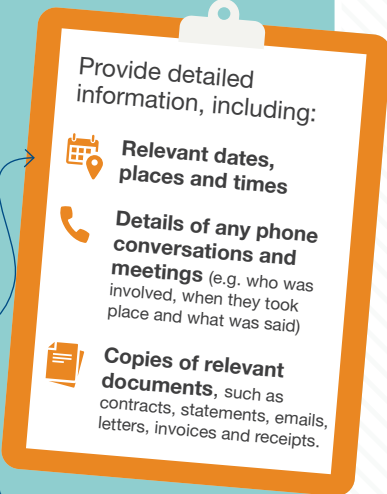 Provide detailed
information, including:
Relevant dates,
places and times
Details of any phone
conversations and
meetings (e.g. who was
involved, when they took
place and what was said)
Copies of relevant
documents, such as
contracts, statements, emails,
letters, invoices and receipts.